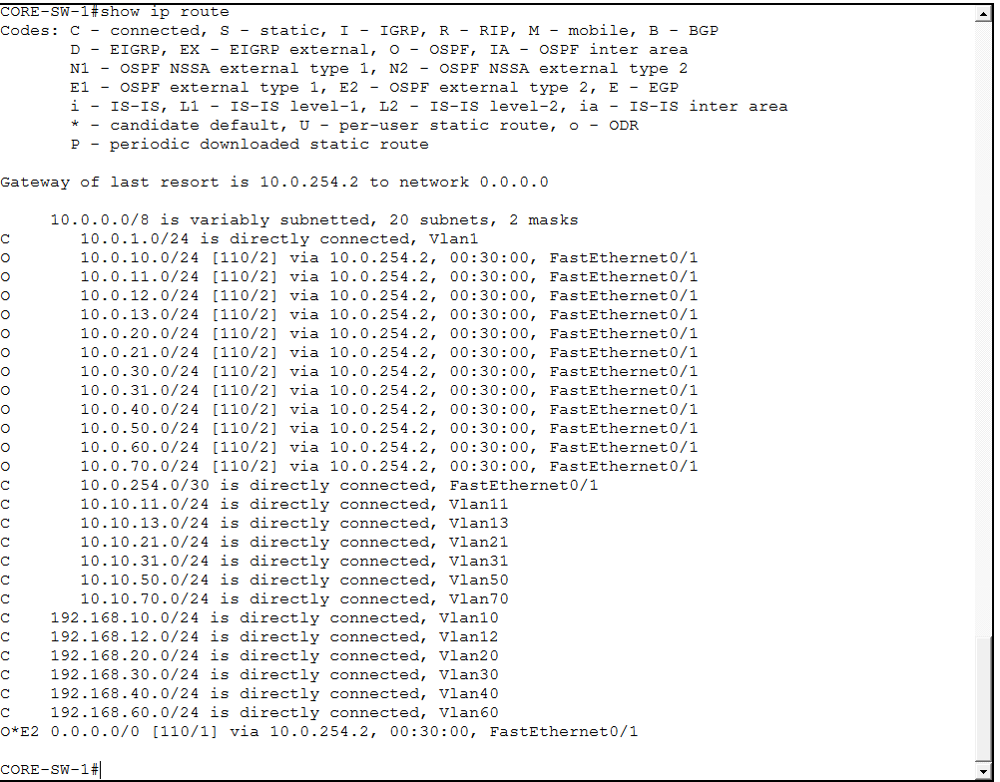 CORE-SW-1#show ip route
Codes: C - connected, S - static, I - IGRP, R - RIP, M - mobile, B - BGP
       D - EIGRP, EX - EIGRP external, O - OSPF, IA - OSPF inter area
       N1 - OSPF NSSA external type 1, N2 - OSPF NSSA external type 2
       E1 - OSPF external type 1, E2 - OSPF external type 2, E - EGP
       i - IS-IS, L1 - IS-IS level-1, L2 - IS-IS level-2, ia - IS-IS inter area
       * - candidate default, U - per-user static route, o - ODR
       P - periodic downloaded static route

Gateway of last resort is 10.0.254.2 to network 0.0.0.0

     10.0.0.0/8 is variably subnetted, 20 subnets, 2 masks
C       10.0.1.0/24 is directly connected, Vlan1
O       10.0.10.0/24 [110/2] via 10.0.254.2, 00:30:00, FastEthernet0/1
O       10.0.11.0/24 [110/2] via 10.0.254.2, 00:30:00, FastEthernet0/1
O       10.0.12.0/24 [110/2] via 10.0.254.2, 00:30:00, FastEthernet0/1
O       10.0.13.0/24 [110/2] via 10.0.254.2, 00:30:00, FastEthernet0/1
O       10.0.20.0/24 [110/2] via 10.0.254.2, 00:30:00, FastEthernet0/1
O       10.0.21.0/24 [110/2] via 10.0.254.2, 00:30:00, FastEthernet0/1
O       10.0.30.0/24 [110/2] via 10.0.254.2, 00:30:00, FastEthernet0/1
O       10.0.31.0/24 [110/2] via 10.0.254.2, 00:30:00, FastEthernet0/1
O       10.0.40.0/24 [110/2] via 10.0.254.2, 00:30:00, FastEthernet0/1
O       10.0.50.0/24 [110/2] via 10.0.254.2, 00:30:00, FastEthernet0/1
O       10.0.60.0/24 [110/2] via 10.0.254.2, 00:30:00, FastEthernet0/1
O       10.0.70.0/24 [110/2] via 10.0.254.2, 00:30:00, FastEthernet0/1
C       10.0.254.0/30 is directly connected, FastEthernet0/1
C       10.10.11.0/24 is directly connected, Vlan11
C       10.10.13.0/24 is directly connected, Vlan13
C       10.10.21.0/24 is directly connected, Vlan21
C       10.10.31.0/24 is directly connected, Vlan31
C       10.10.50.0/24 is directly connected, Vlan50
C       10.10.70.0/24 is directly connected, Vlan70
C    192.168.10.0/24 is directly connected, Vlan10
C    192.168.12.0/24 is directly connected, Vlan12
C    192.168.20.0/24 is directly connected, Vlan20
C    192.168.30.0/24 is directly connected, Vlan30
C    192.168.40.0/24 is directly connected, Vlan40
C    192.168.60.0/24 is directly connected, Vlan60
O*E2 0.0.0.0/0 [110/1] via 10.0.254.2, 00:30:00, FastEthernet0/1

CORE-SW-1#